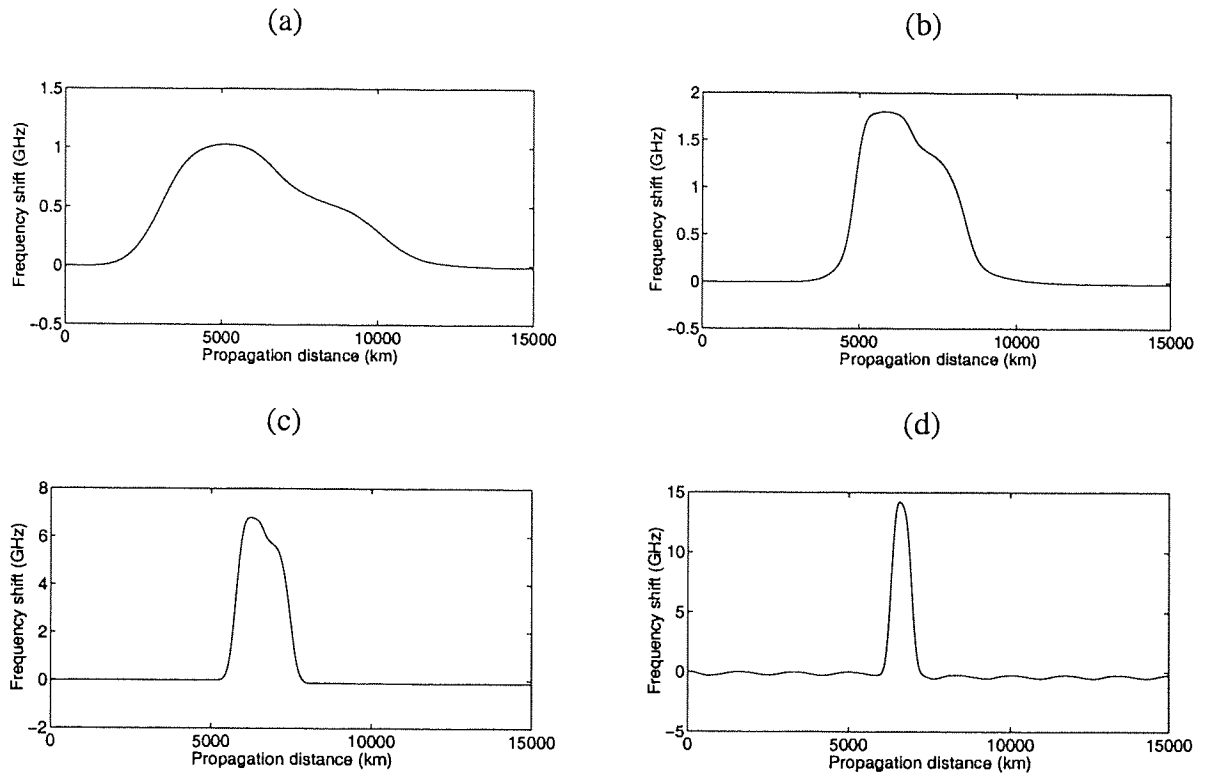 (a)
1.5
1
0.5
0
−0.5
Frequency shift (GHz)
0 5000 10000 15000
Propagation distance (km)
(b)
2
1.5
1
0.5
0
−0.5
Frequency shift (GHz)
0 5000 10000 15000
Propagation distance (km)
(c)
8
6
4
2
0
−2
Frequency shift (GHz)
0 5000 10000 15000
Propagation distance (km)
(d)
15
10
5
0
−5
Frequency shift (GHz)
0 5000 10000 15000
Propagation distance (km)